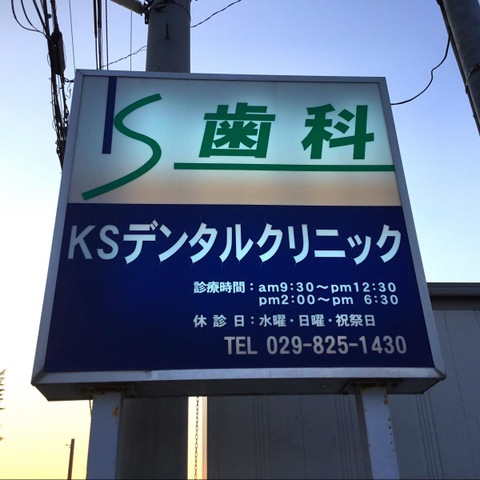 KS歯科
KSデンタルクリニック
診療時間：am9:30～pm12:30
pm2:00～pm 6:30
休診日：水曜・日曜・祝祭日
TEL 029-825-1430